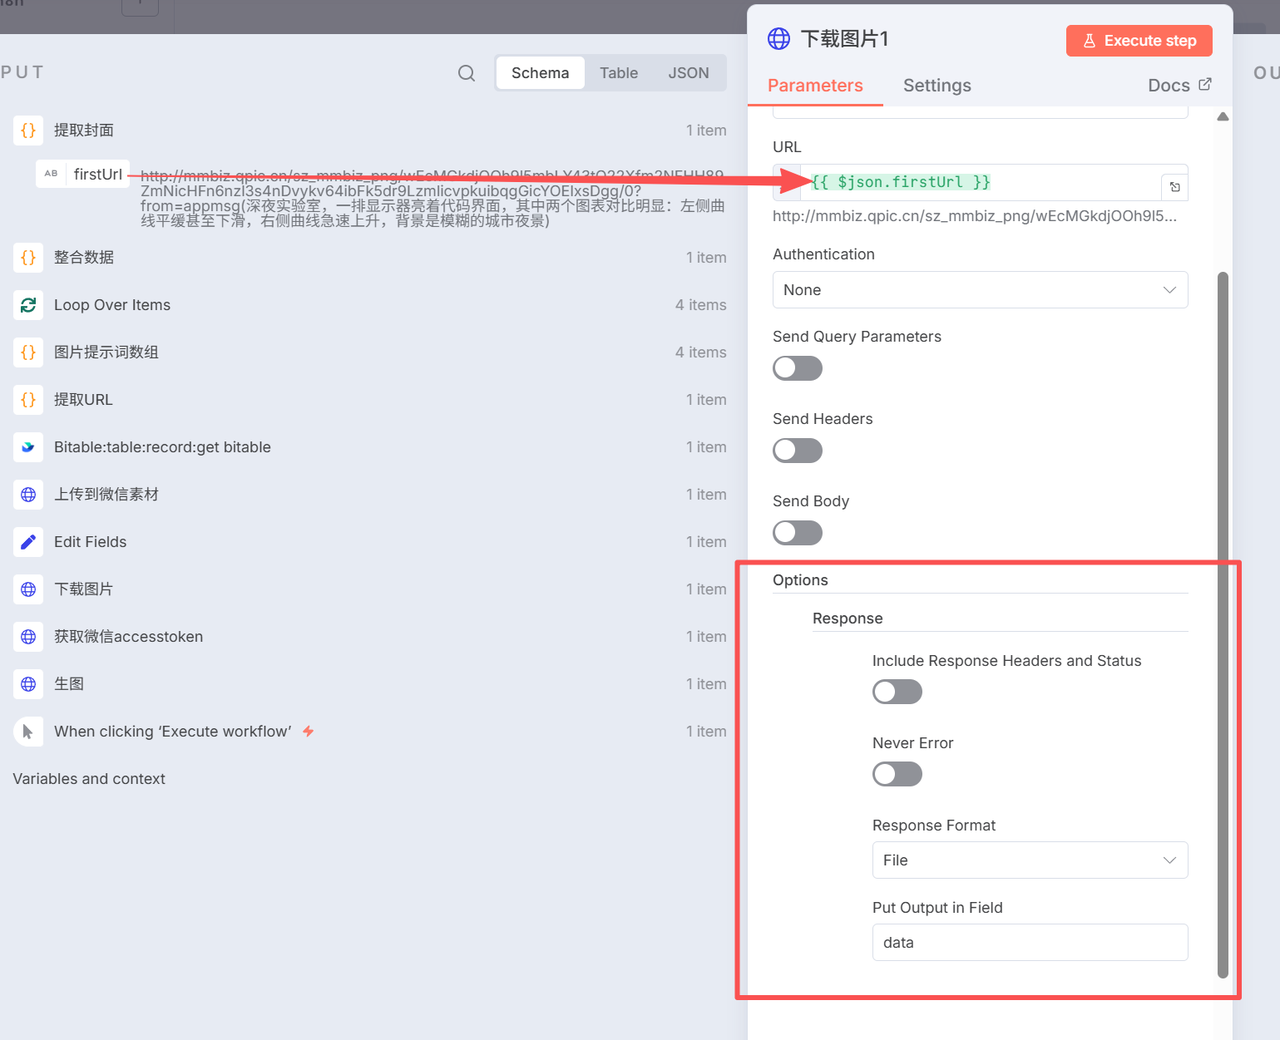 下载图片1
Execute step
PUT
Schema
Table
JSON
Parameters
Settings
Docs
OU
提取封面
1 item
AB
firstUrl
from=appmsg(深夜实验室，一排显示器亮着代码界面，其中两个图表对比明显：左侧曲
线平缓甚至下滑，右侧曲线急速上升，背景是模糊的城市夜景)
整合数据
1 item
Loop Over Items
4 items
图片提示词数组
4 items
提取URL
1 item
Bitable:table:record:get bitable
1 item
上传到微信素材
1 item
Edit Fields
1 item
下载图片
1 item
获取微信accesstoken
1 item
生图
1 item
When clicking ‘Execute workflow’
1 item
Variables and context
URL
{{ $json.firstUrl }}
http://mmbiz.qpic.cn/sz_mmbiz_png/wEcMGkdjOOh9I5...
Authentication
None
Send Query Parameters
Send Headers
Send Body
Options
Response
Include Response Headers and Status
Never Error
Response Format
File
Put Output in Field
data